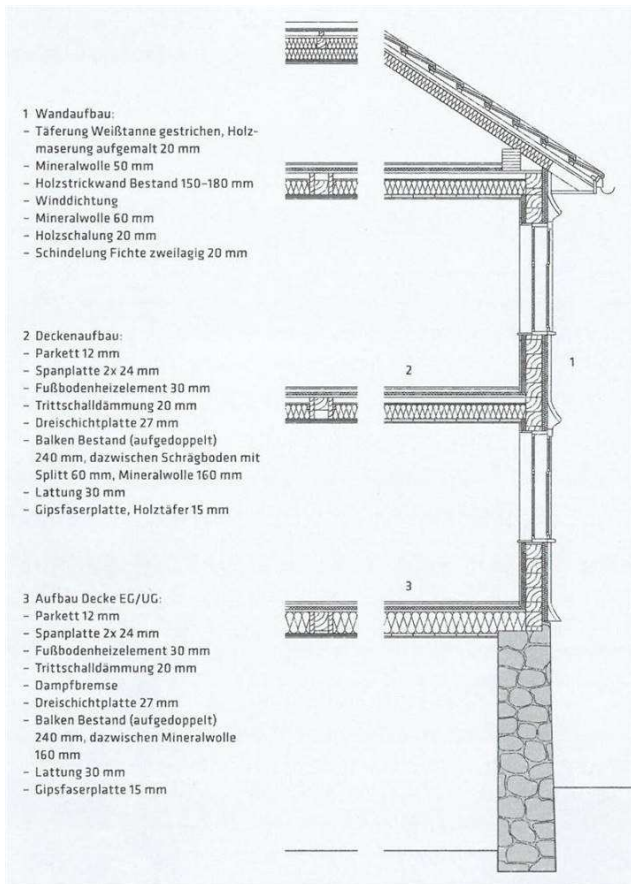 1 Wandaufbau:
– Täferung Weißtanne gestrichen, Holz-
maserung aufgemalt 20 mm
– Mineralwolle 50 mm
– Holzstrickwand Bestand 150–180 mm
– Winddichtung
– Mineralwolle 60 mm
– Holzschalung 20 mm
– Schindelung Fichte zweilagig 20 mm
2 Deckenaufbau:
– Parkett 12 mm
– Spanplatte 2x 24 mm
– Fußbodenheizelement 30 mm
– Trittschalldämmung 20 mm
– Dreischichtplatte 27 mm
– Balken Bestand (aufgedoppelt)
240 mm, dazwischen Schrägboden mit
Splitt 60 mm, Mineralwolle 160 mm
– Lattung 30 mm
– Gipsfaserplatte, Holztäfer 15 mm
3 Aufbau Decke EG/UG:
– Parkett 12 mm
– Spanplatte 2x 24 mm
– Fußbodenheizelement 30 mm
– Trittschalldämmung 20 mm
– Dampfbremse
– Dreischichtplatte 27 mm
– Balken Bestand (aufgedoppelt)
240 mm, dazwischen Mineralwolle
160 mm
– Lattung 30 mm
– Gipsfaserplatte 15 mm
1
2
3